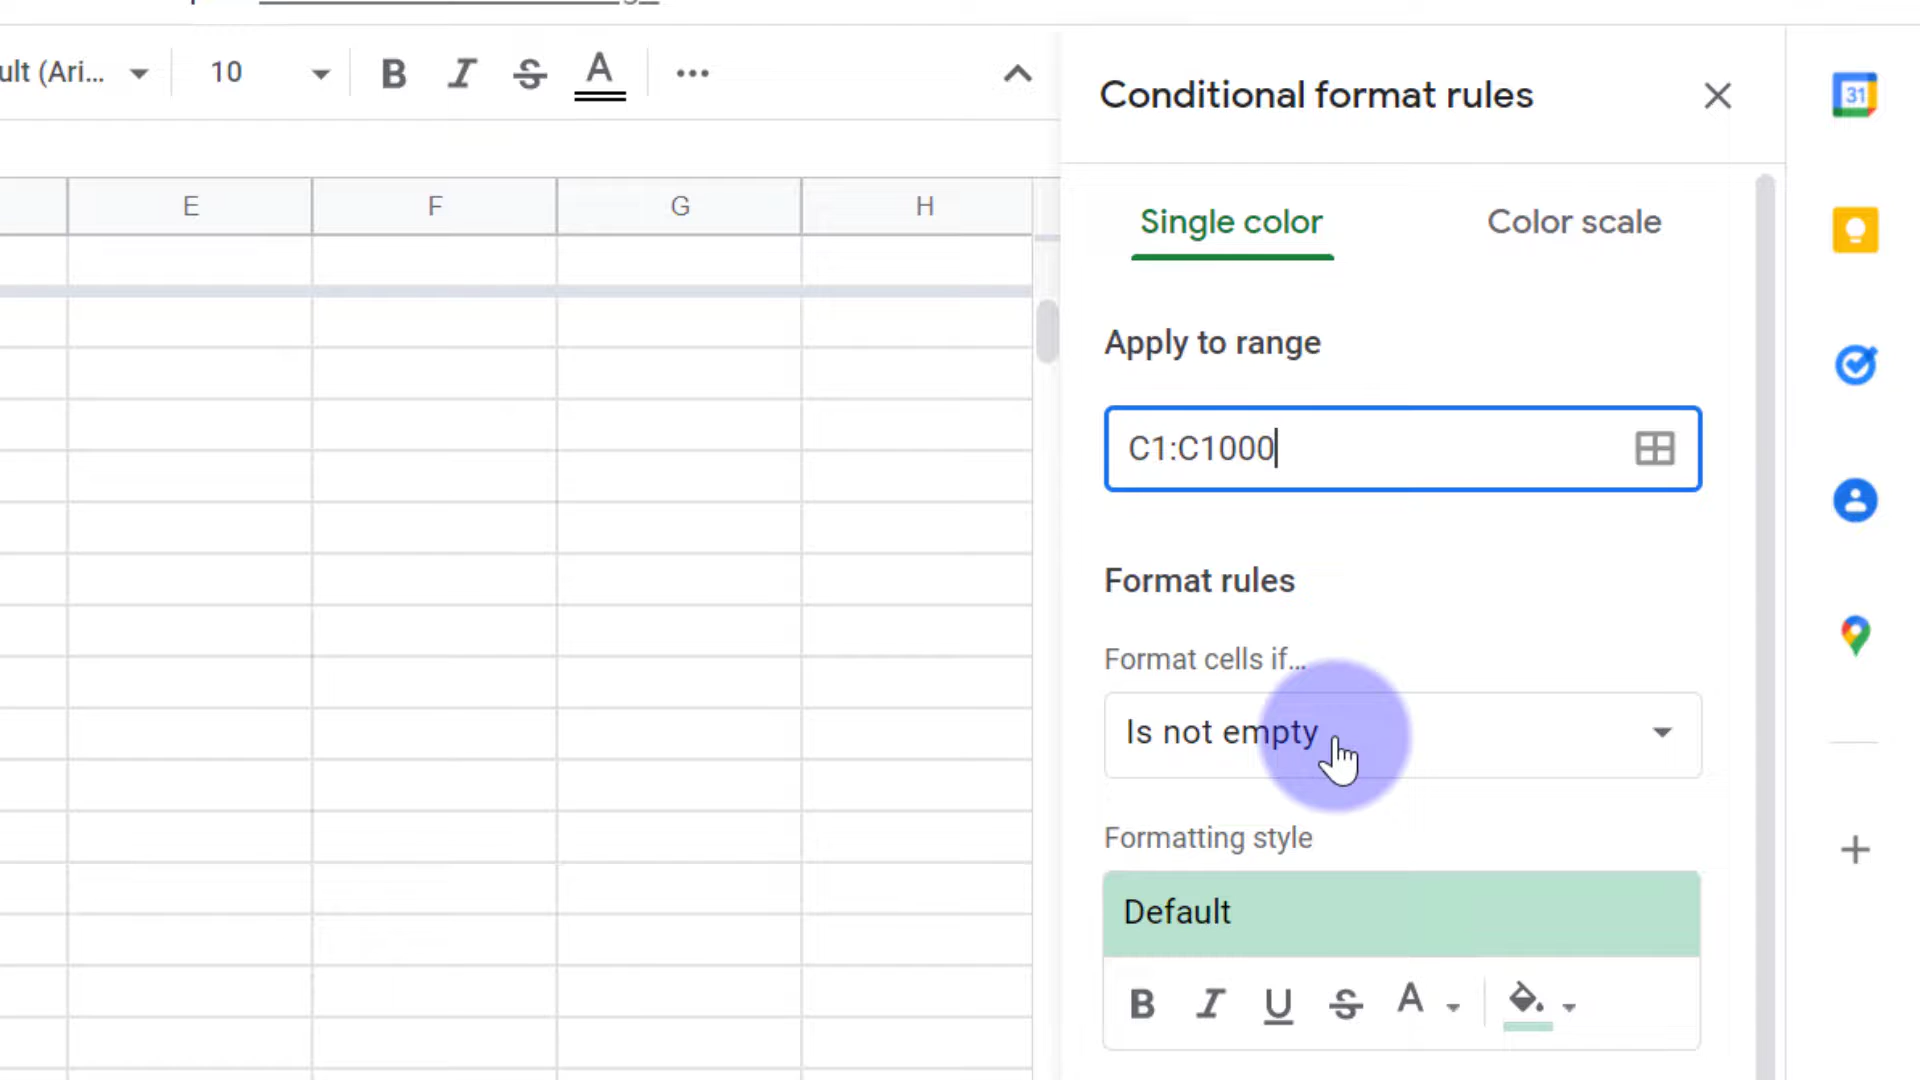 ult (Ari... 10 B I S A
Conditional format rules
31
E F G H
Single color Color scale
Apply to range
C1:C1000
Format rules
Format cells if...
Is not empty
Formatting style
Default
B I U S A